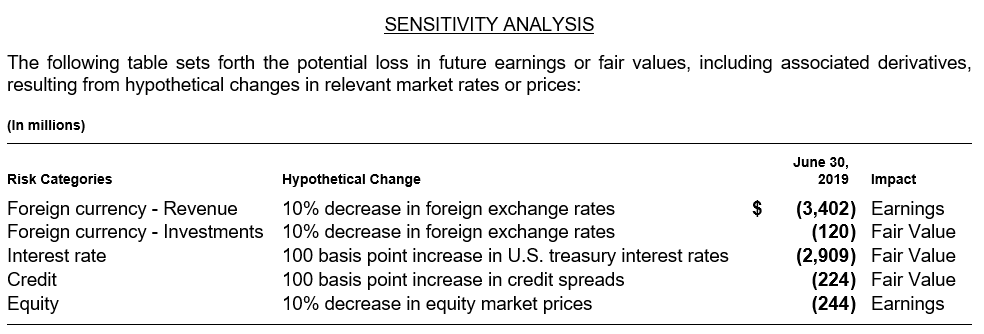 SENSITIVITY ANALYSIS
The following table sets forth the potential loss in future earnings or fair values, including associated derivatives,
resulting from hypothetical changes in relevant market rates or prices:
(In millions)
June 30,
Risk Categories Hypothetical Change 2019 Impact
Foreign currency - Revenue 10% decrease in foreign exchange rates $ (3,402) Earnings
Foreign currency - Investments 10% decrease in foreign exchange rates (120) Fair Value
Interest rate 100 basis point increase in U.S. treasury interest rates (2,909) Fair Value
Credit 100 basis point increase in credit spreads (224) Fair Value
Equity 10% decrease in equity market prices (244) Earnings